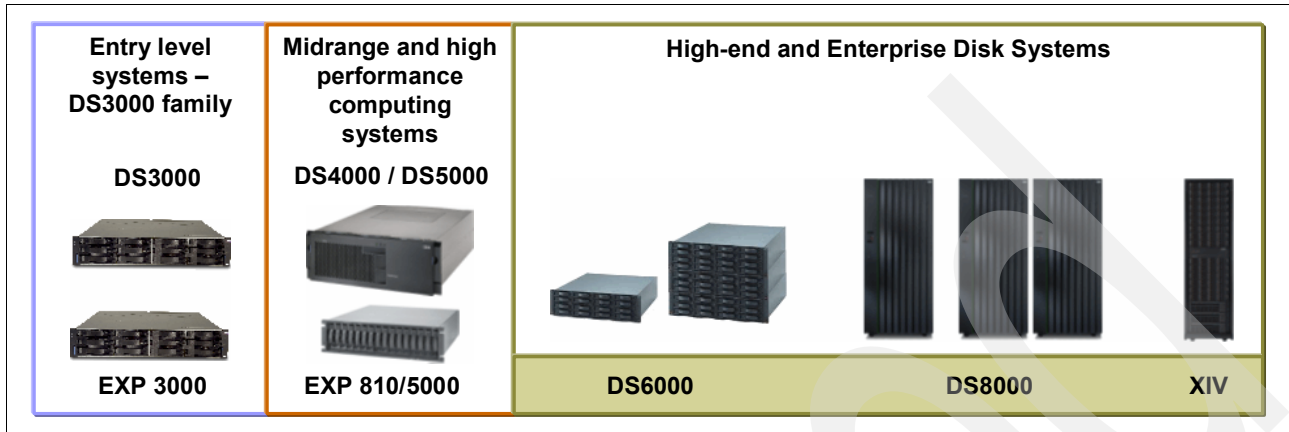 Entry level
systems –
DS3000 family
DS3000
EXP 3000
Midrange and high
performance
computing
systems
DS4000 / DS5000
EXP 810/5000
High-end and Enterprise Disk Systems
DS6000
DS8000
XIV